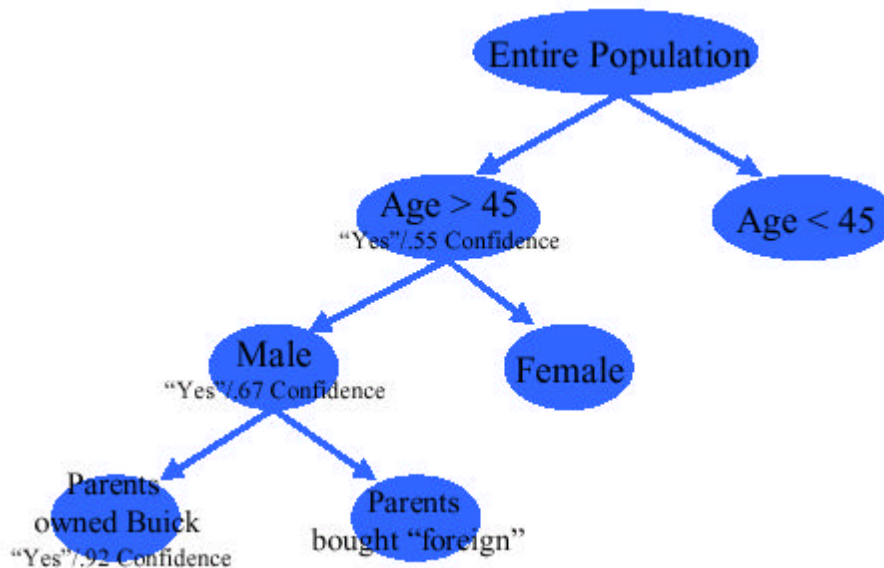 Entire Population
Age > 45
“Yes”/.55 Confidence
Age < 45
Male
“Yes”/.67 Confidence
Female
Parents
owned Buick
“Yes”/.92 Confidence
Parents
bought “foreign”